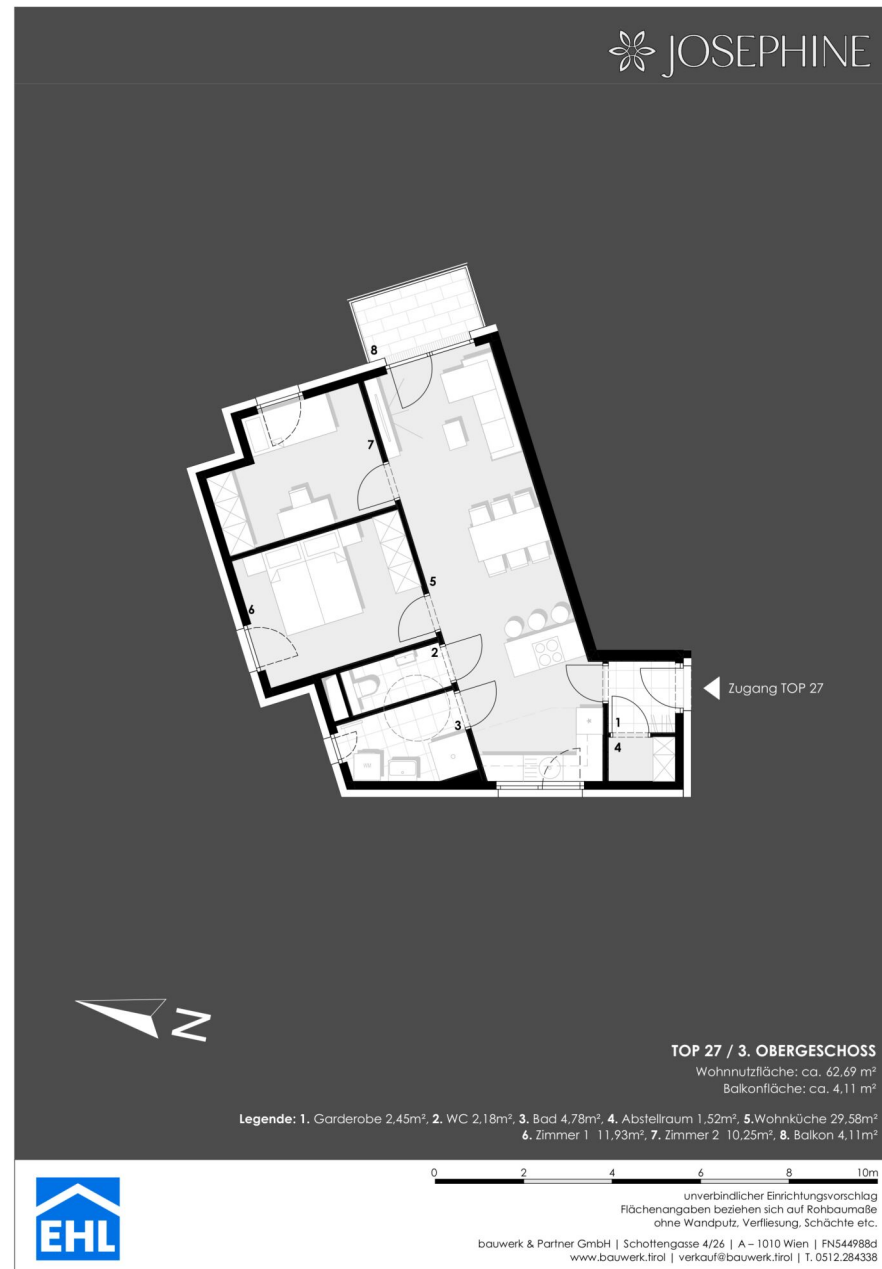 JOSEPHINE
8
7
6
5
2
3
1
4
Zugang TOP 27
N
TOP 27 / 3. OBERGESCHOSS
Wohnnutzfläche: ca. 62,69 m²
Balkonfläche: ca. 4,11 m²
Legende: 1. Garderobe 2,45m², 2. WC 2,18m², 3. Bad 4,78m², 4. Abstellraum 1,52m², 5.Wohnküche 29,58m²
6. Zimmer 1 11,93m², 7. Zimmer 2 10,25m², 8. Balkon 4,11m²
0 2 4 6 8 10m
unverbindlicher Einrichtungsvorschlag
Flächenangaben beziehen sich auf Rohbaumaße
ohne Wandputz, Verfliesung, Schächte etc.
EHL
bauwerk & Partner GmbH | Schottengasse 4/26 | A – 1010 Wien | FN544988d
www.bauwerk.tirol | verkauf@bauwerk.tirol | T. 0512.284338